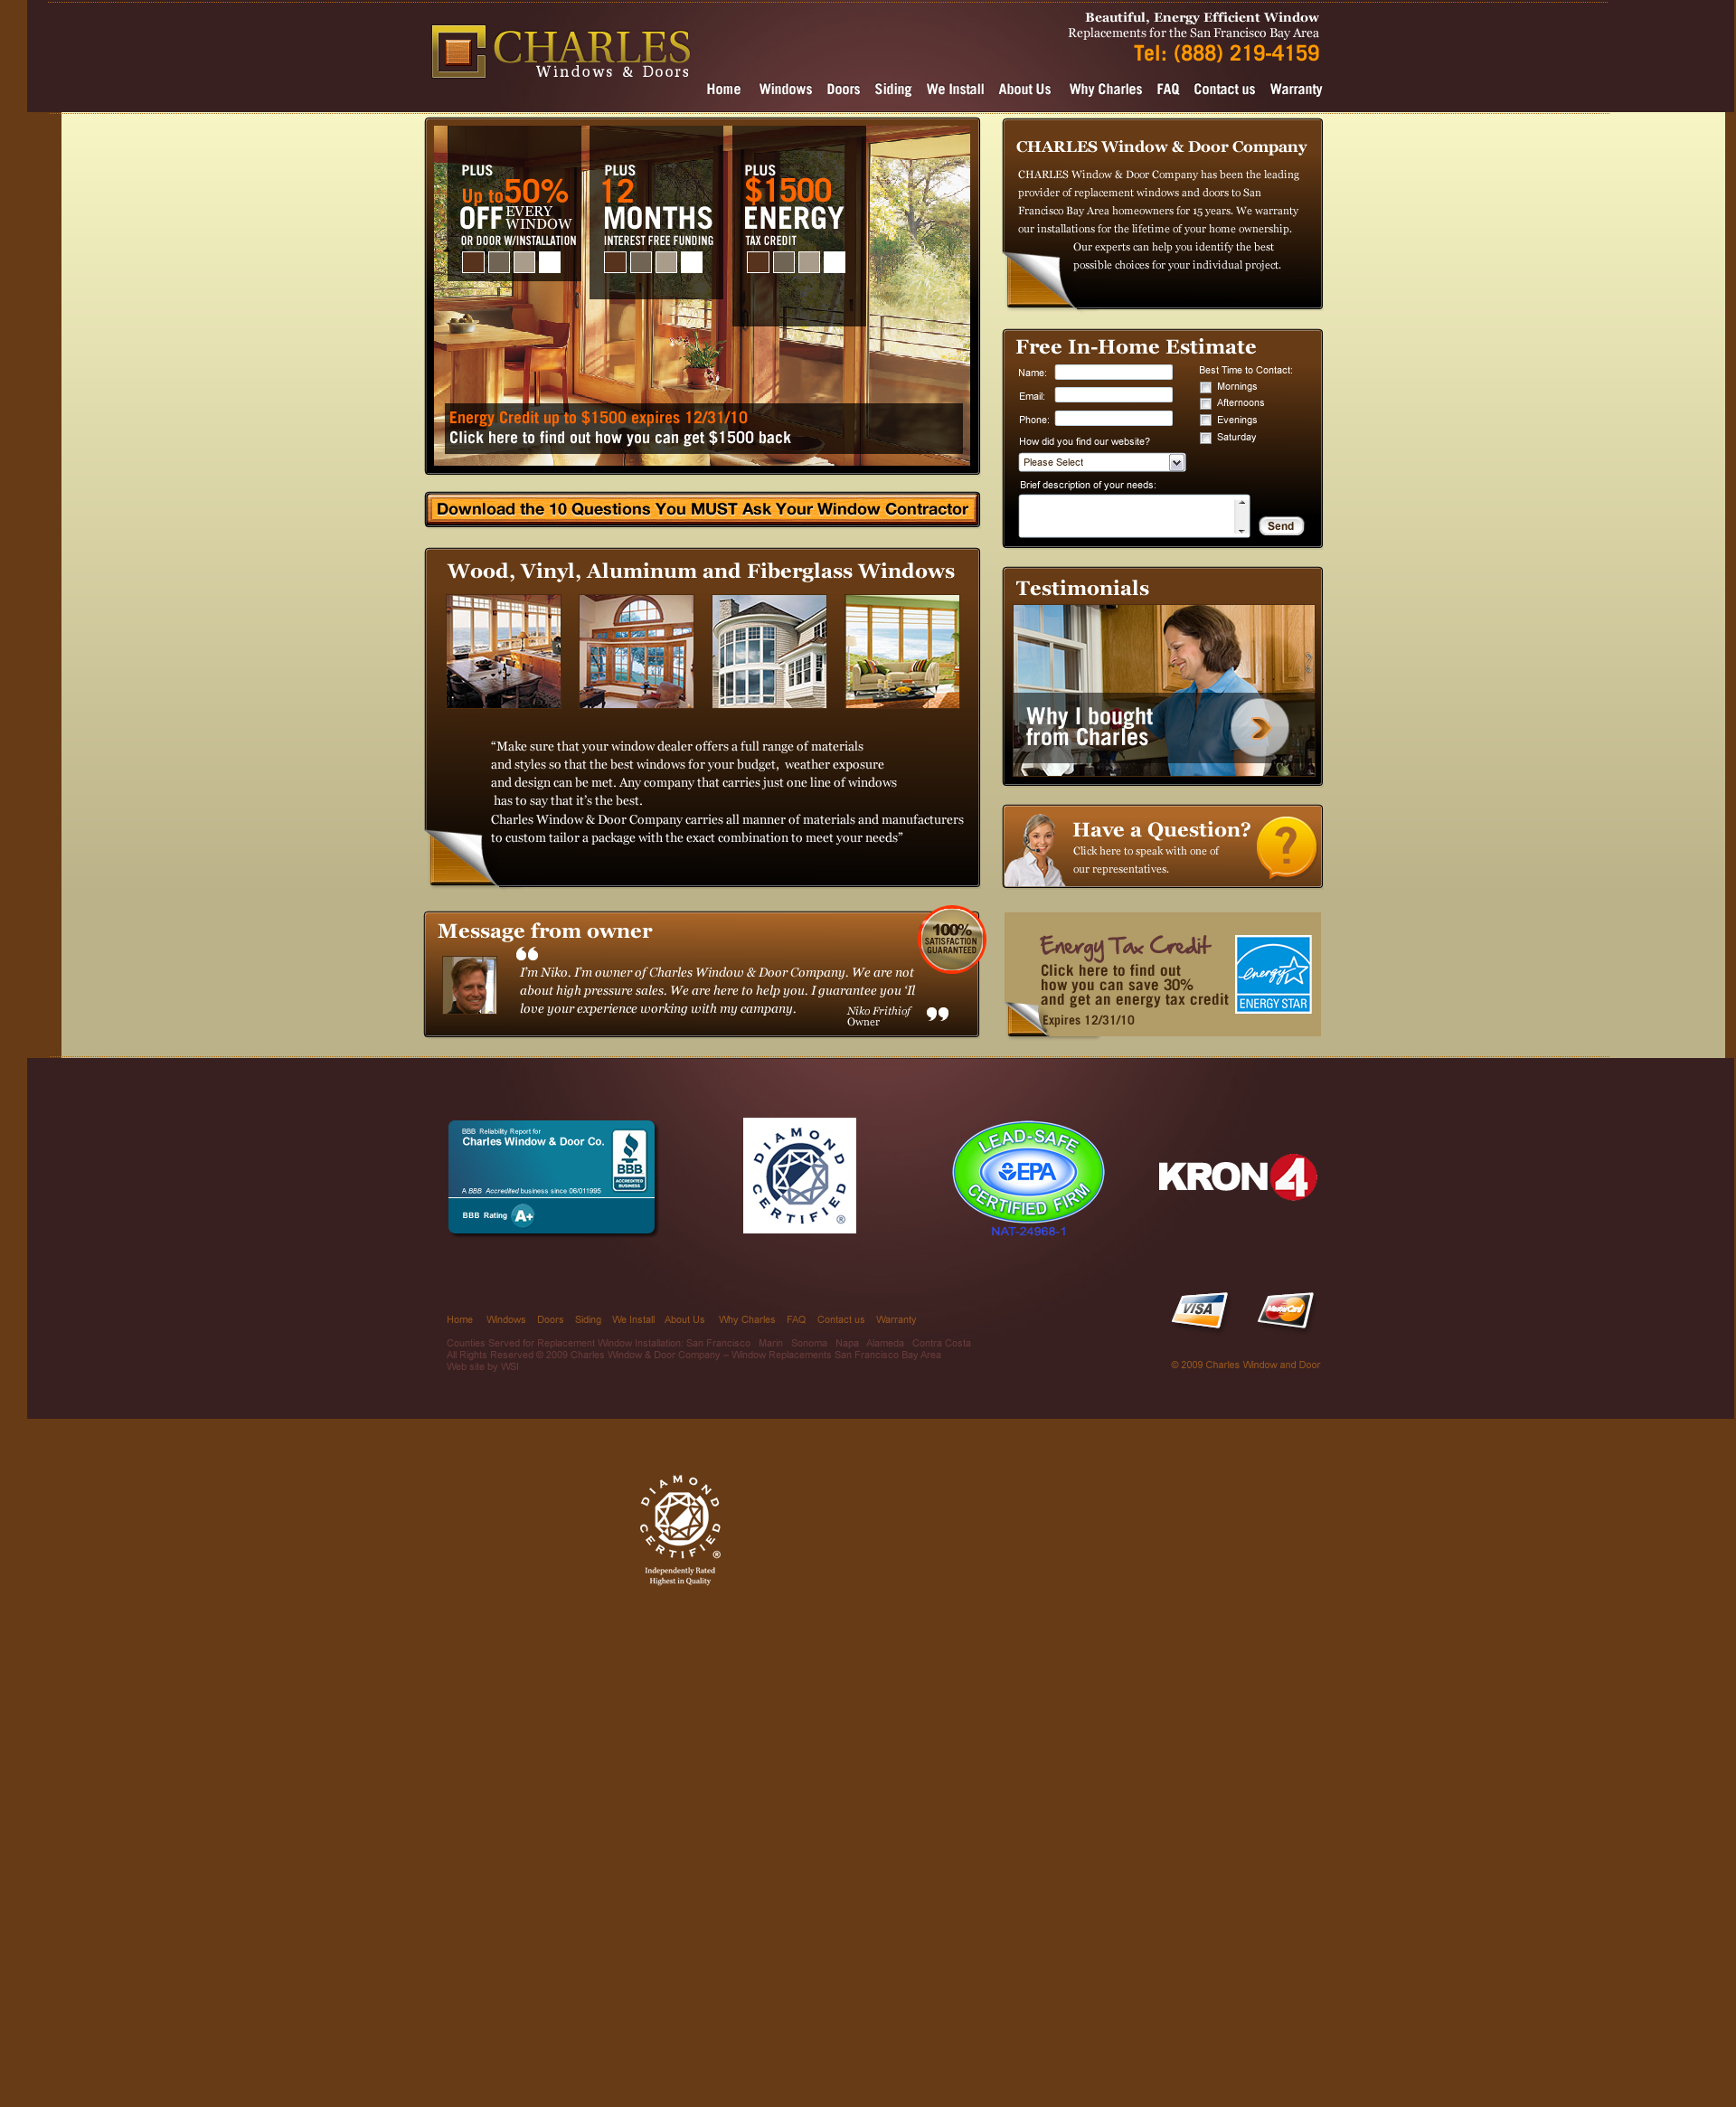 CHARLES
Windows & Doors
Beautiful, Energy Efficient Window
Replacements for the San Francisco Bay Area
Tel: (888) 219-4159
Home Windows Doors Siding We Install About Us Why Charles FAQ Contact us Warranty
PLUS
Up to 50%
OFF EVERY
WINDOW
OR DOOR W/INSTALLATION
PLUS
12
MONTHS
INTEREST FREE FUNDING
PLUS
$1500
ENERGY
TAX CREDIT
Energy Credit up to $1500 expires 12/31/10
Click here to find out how you can get $1500 back
CHARLES Window & Door Company
CHARLES Window & Door Company has been the leading
provider of replacement windows and doors to San
Francisco Bay Area homeowners for 15 years. We warranty
our installations for the lifetime of your home ownership.
Our experts can help you identify the best
possible choices for your individual project.
Free In-Home Estimate
Name:
Email:
Phone:
Best Time to Contact:
Mornings
Afternoons
Evenings
Saturday
How did you find our website?
Please Select
Brief description of your needs:
Send
Download the 10 Questions You MUST Ask Your Window Contractor
Wood, Vinyl, Aluminum and Fiberglass Windows
“Make sure that your window dealer offers a full range of materials
and styles so that the best windows for your budget, weather exposure
and design can be met. Any company that carries just one line of windows
has to say that it’s the best.
Charles Window & Door Company carries all manner of materials and manufacturers
to custom tailor a package with the exact combination to meet your needs”
Testimonials
Why I bought
from Charles
Have a Question?
Click here to speak with one of
our representatives.
?
Message from owner
100%
SATISFACTION
GUARANTEED
“
I’m Niko. I’m owner of Charles Window & Door Company. We are not
about high pressure sales. We are here to help you. I guarantee you ‘Il
love your experience working with my campany.
Niko Frithiof
Owner
”
Energy Tax Credit
Click here to find out
how you can save 30%
and get an energy tax credit
Expires 12/31/10
energy
ENERGY STAR
BBB Reliability Report for
Charles Window & Door Co.
BBB
ACCREDITED
BUSINESS
A BBB Accredited business since 06/011995
BBB Rating A+
DIAMOND
CERTIFIED
®
LEAD-SAFE
EPA
CERTIFIED FIRM
NAT-24968-1
KRON 4
VISA
MasterCard
Home Windows Doors Siding We Install About Us Why Charles FAQ Contact us Warranty
Counties Served for Replacement Window Installation: San Francisco Marin Sonoma Napa Alameda Contra Costa
All Rights Reserved © 2009 Charles Window & Door Company – Window Replacements San Francisco Bay Area
Web site by WSI
© 2009 Charles Window and Door
DIAMOND
CERTIFIED
®
Independently Rated
Highest in Quality